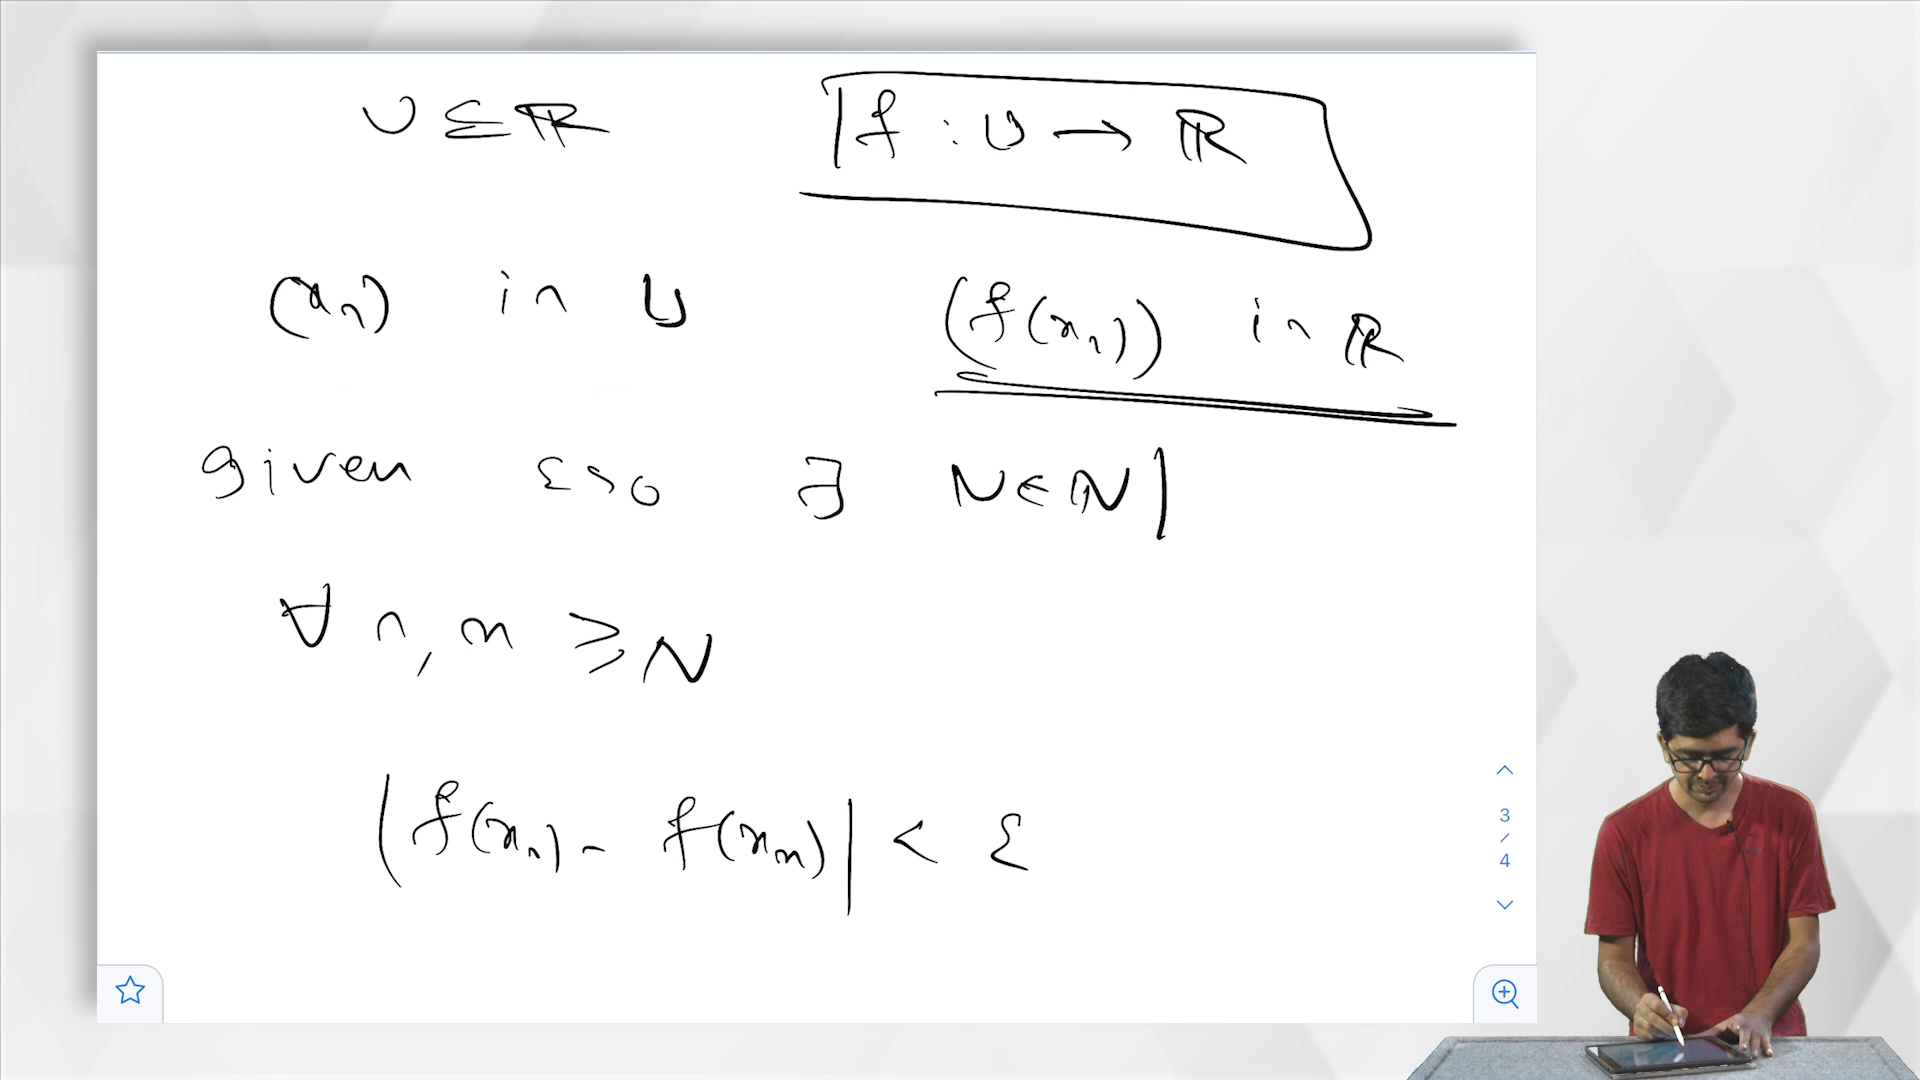 U ⊆ ℝ f : U → ℝ
(xₙ) in U (f(xₙ)) in ℝ
given ε>0 ∃ N∈ℕ |
∀ n, m ≥ N
|f(xₙ) - f(xₘ)| < ε
3
/
4